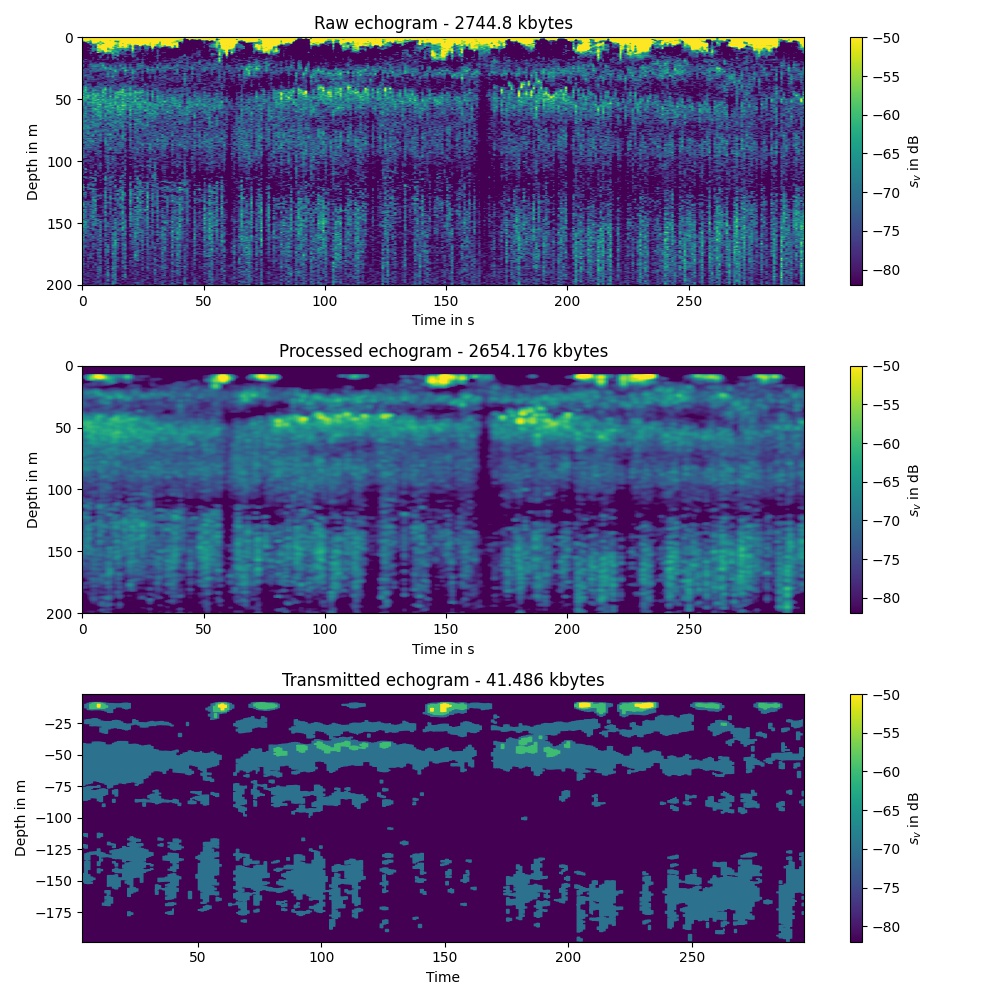 Raw echogram - 2744.8 kbytes
0
50
100
150
200
Depth in m
0 50 100 150 200 250
Time in s
−50
−55
−60
−65
−70
−75
−80
s_v in dB
Processed echogram - 2654.176 kbytes
0
50
100
150
200
Depth in m
0 50 100 150 200 250
Time in s
−50
−55
−60
−65
−70
−75
−80
s_v in dB
Transmitted echogram - 41.486 kbytes
−25
−50
−75
−100
−125
−150
−175
Depth in m
50 100 150 200 250
Time
−50
−55
−60
−65
−70
−75
−80
s_v in dB